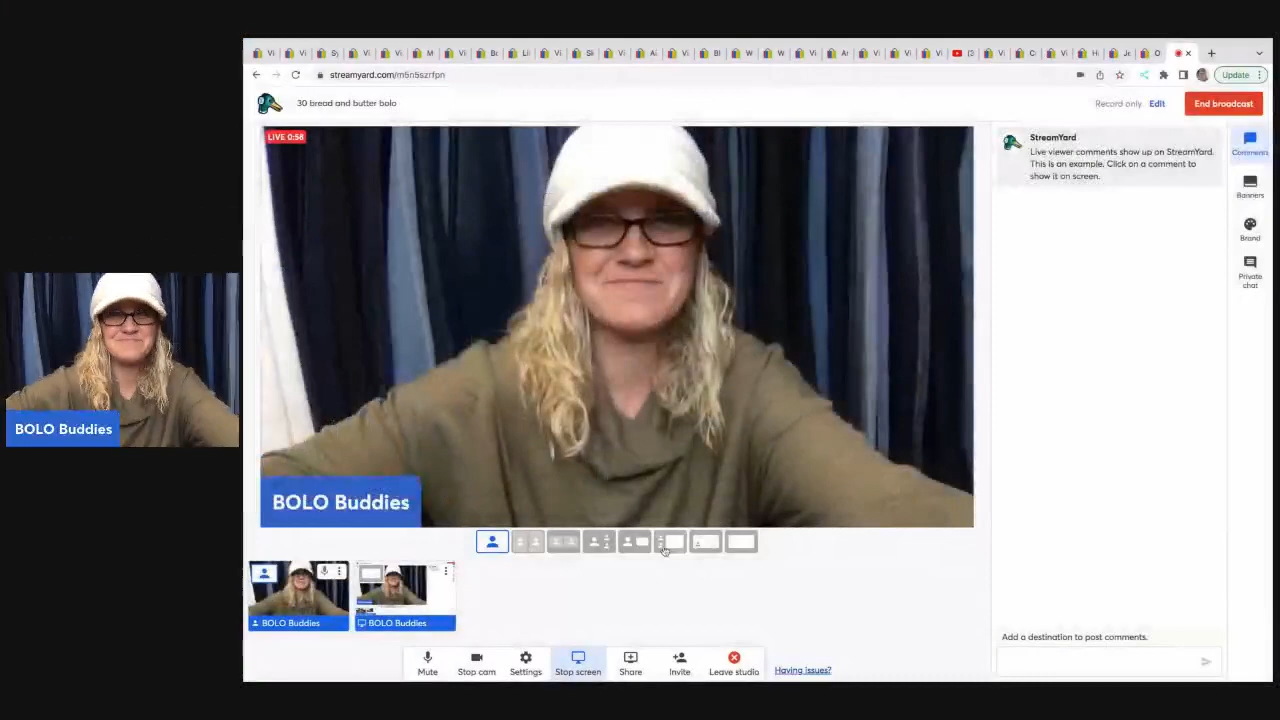 Update
streamyard.com/m5n5szrfpn
30 bread and butter bolo
Record only
Edit
End broadcast
LIVE 0:58
StreamYard
Live viewer comments show up on StreamYard.
This is an example. Click on a comment to
show it on screen.
Comments
Banners
Brand
Private
chat
BOLO Buddies
BOLO Buddies
BOLO Buddies
BOLO Buddies
Add a destination to post comments.
Mute
Stop cam
Settings
Stop screen
Share
Invite
Leave studio
Having issues?